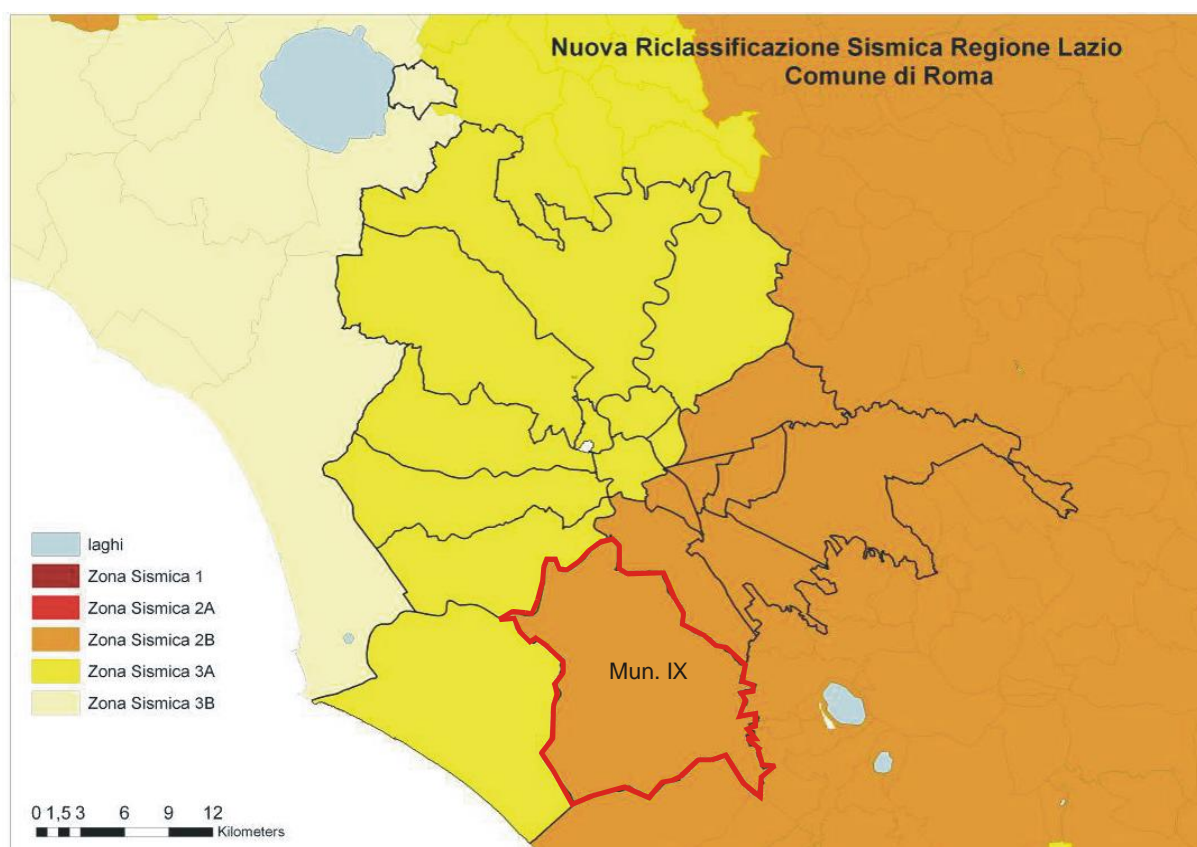 Nuova Riclassificazione Sismica Regione Lazio
Comune di Roma
laghi
Zona Sismica 1
Zona Sismica 2A
Zona Sismica 2B
Zona Sismica 3A
Zona Sismica 3B
Mun. IX
0 1,5 3 6 9 12
Kilometers